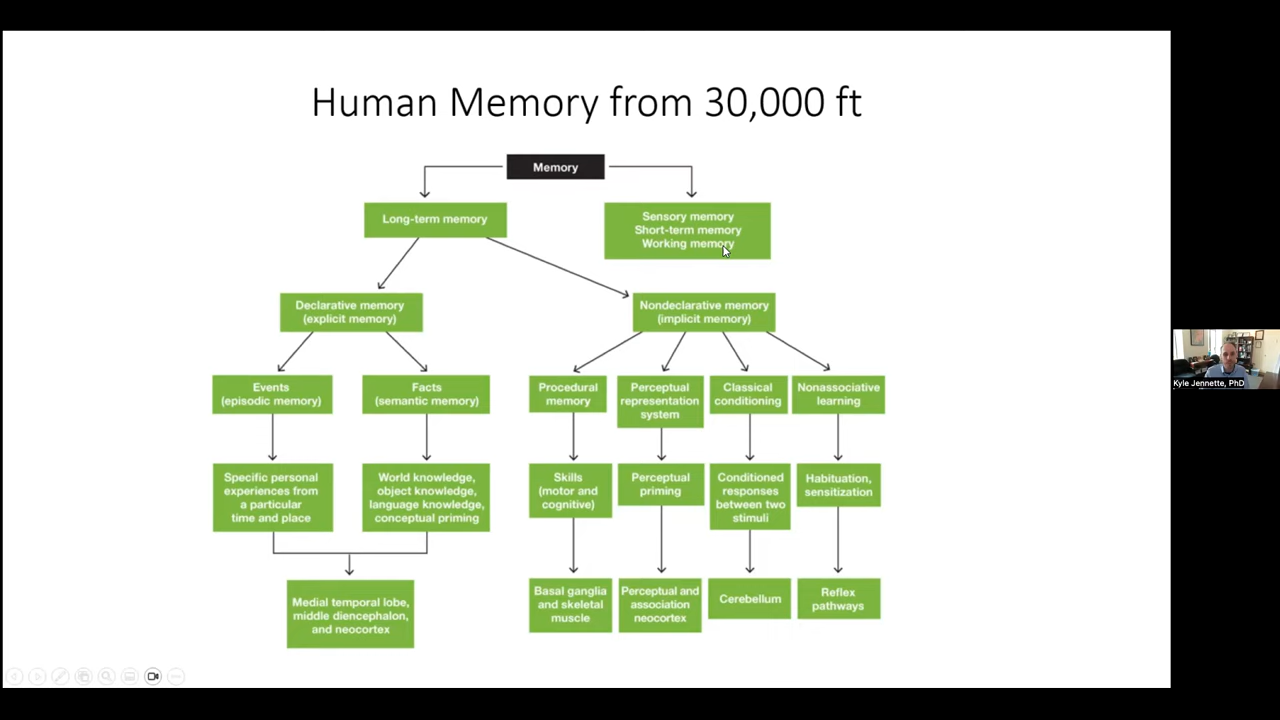 Human Memory from 30,000 ft
Memory
Long-term memory
Sensory memory
Short-term memory
Working memory
Declarative memory
(explicit memory)
Nondeclarative memory
(implicit memory)
Events
(episodic memory)
Facts
(semantic memory)
Procedural
memory
Perceptual
representation
system
Classical
conditioning
Nonassociative
learning
Specific personal
experiences from
a particular
time and place
World knowledge,
object knowledge,
language knowledge,
conceptual priming
Skills
(motor and
cognitive)
Perceptual
priming
Conditioned
responses
between two
stimuli
Habituation,
sensitization
Medial temporal lobe,
middle diencephalon,
and neocortex
Basal ganglia
and skeletal
muscle
Perceptual and
association
neocortex
Cerebellum
Reflex
pathways
Kyle Jennette, PhD